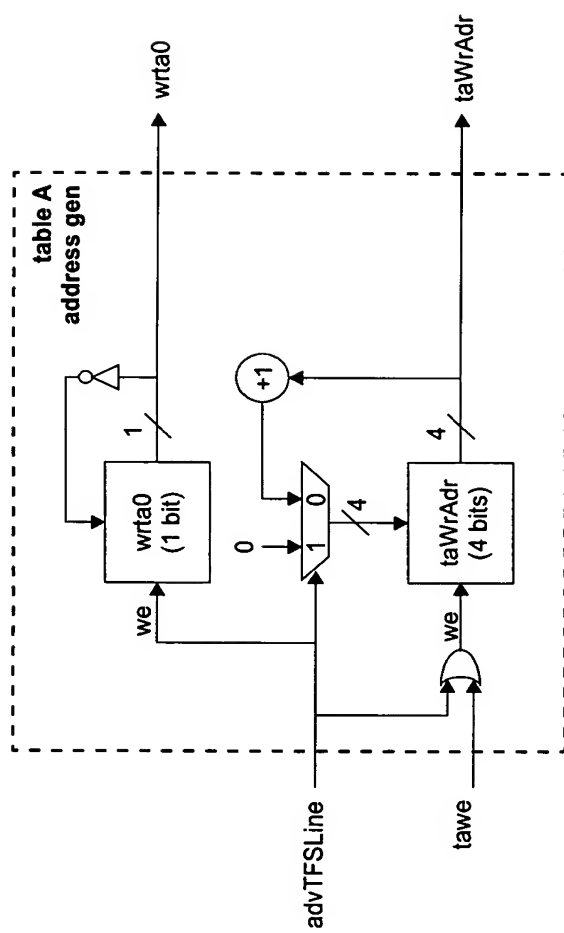 table A
address gen
wrta0
1
wrta0
(1 bit)
we
+1
0
1 0
4
4
taWrAdr
taWrAdr
(4 bits)
we
advTFSLine
tawe